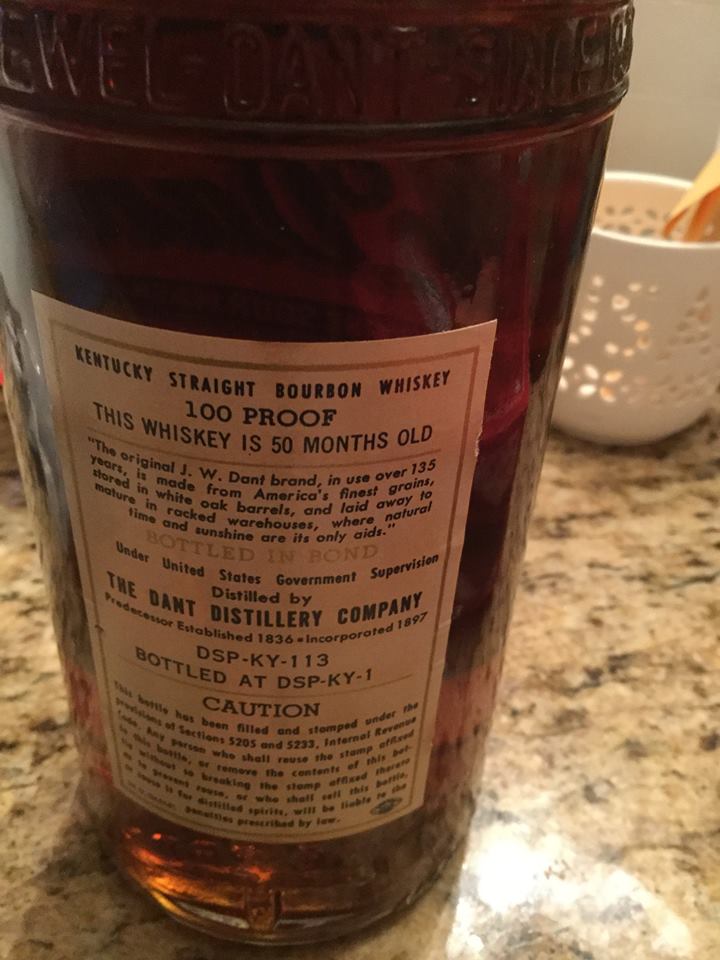 DANT
KENTUCKY STRAIGHT BOURBON WHISKEY
100 PROOF
THIS WHISKEY IS 50 MONTHS OLD
"The original J. W. Dant brand, in use over 135
years, is made from America's finest grains,
stored in white oak barrels, and laid away to
mature in racked warehouses, where natural
time and sunshine are its only aids."
BOTTLED IN BOND
Under United States Government Supervision
Distilled by
THE DANT DISTILLERY COMPANY
Predecessor Established 1836 • Incorporated 1897
DSP-KY-113
BOTTLED AT DSP-KY-1
CAUTION
This bottle has been filled and stamped under the
provisions of Sections 5205 and 5233, Internal Revenue
Code. Any person who shall reuse the stamp affixed
to this bottle, or remove the contents of this bot-
tle without so breaking the stamp affixed thereto
as to prevent reuse, or who shall sell this bottle,
or reuse it for distilled spirits, will be liable to the
penalties prescribed by law.